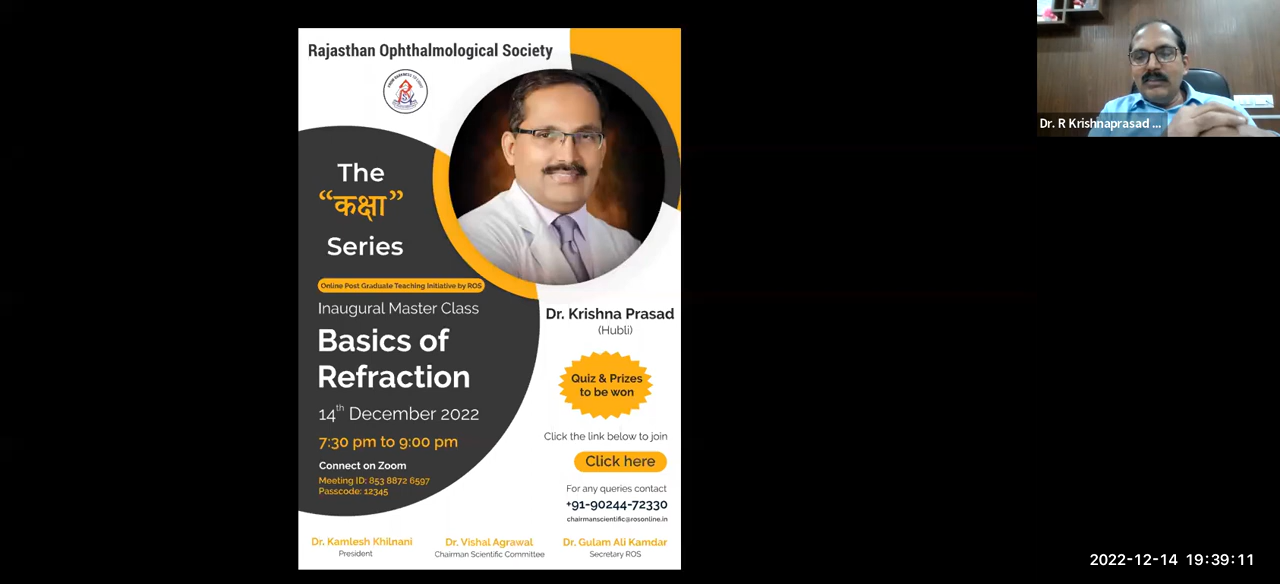 Rajasthan Ophthalmological Society
The
“कक्षा”
Series
Online Post Graduate Teaching Initiative by ROS
Inaugural Master Class
Basics of
Refraction
14th December 2022
7:30 pm to 9:00 pm
Connect on Zoom
Meeting ID: 853 8872 6597
Passcode: 12345
Dr. Krishna Prasad
(Hubli)
Quiz & Prizes
to be won
Click the link below to join
Click here
For any queries contact
+91-90244-72330
chairmanscientific@rosonline.in
Dr. Kamlesh Khilnani
President
Dr. Vishal Agrawal
Chairman Scientific Committee
Dr. Gulam Ali Kamdar
Secretary ROS
Dr. R Krishnaprasad ...
2022-12-14 19:39:11